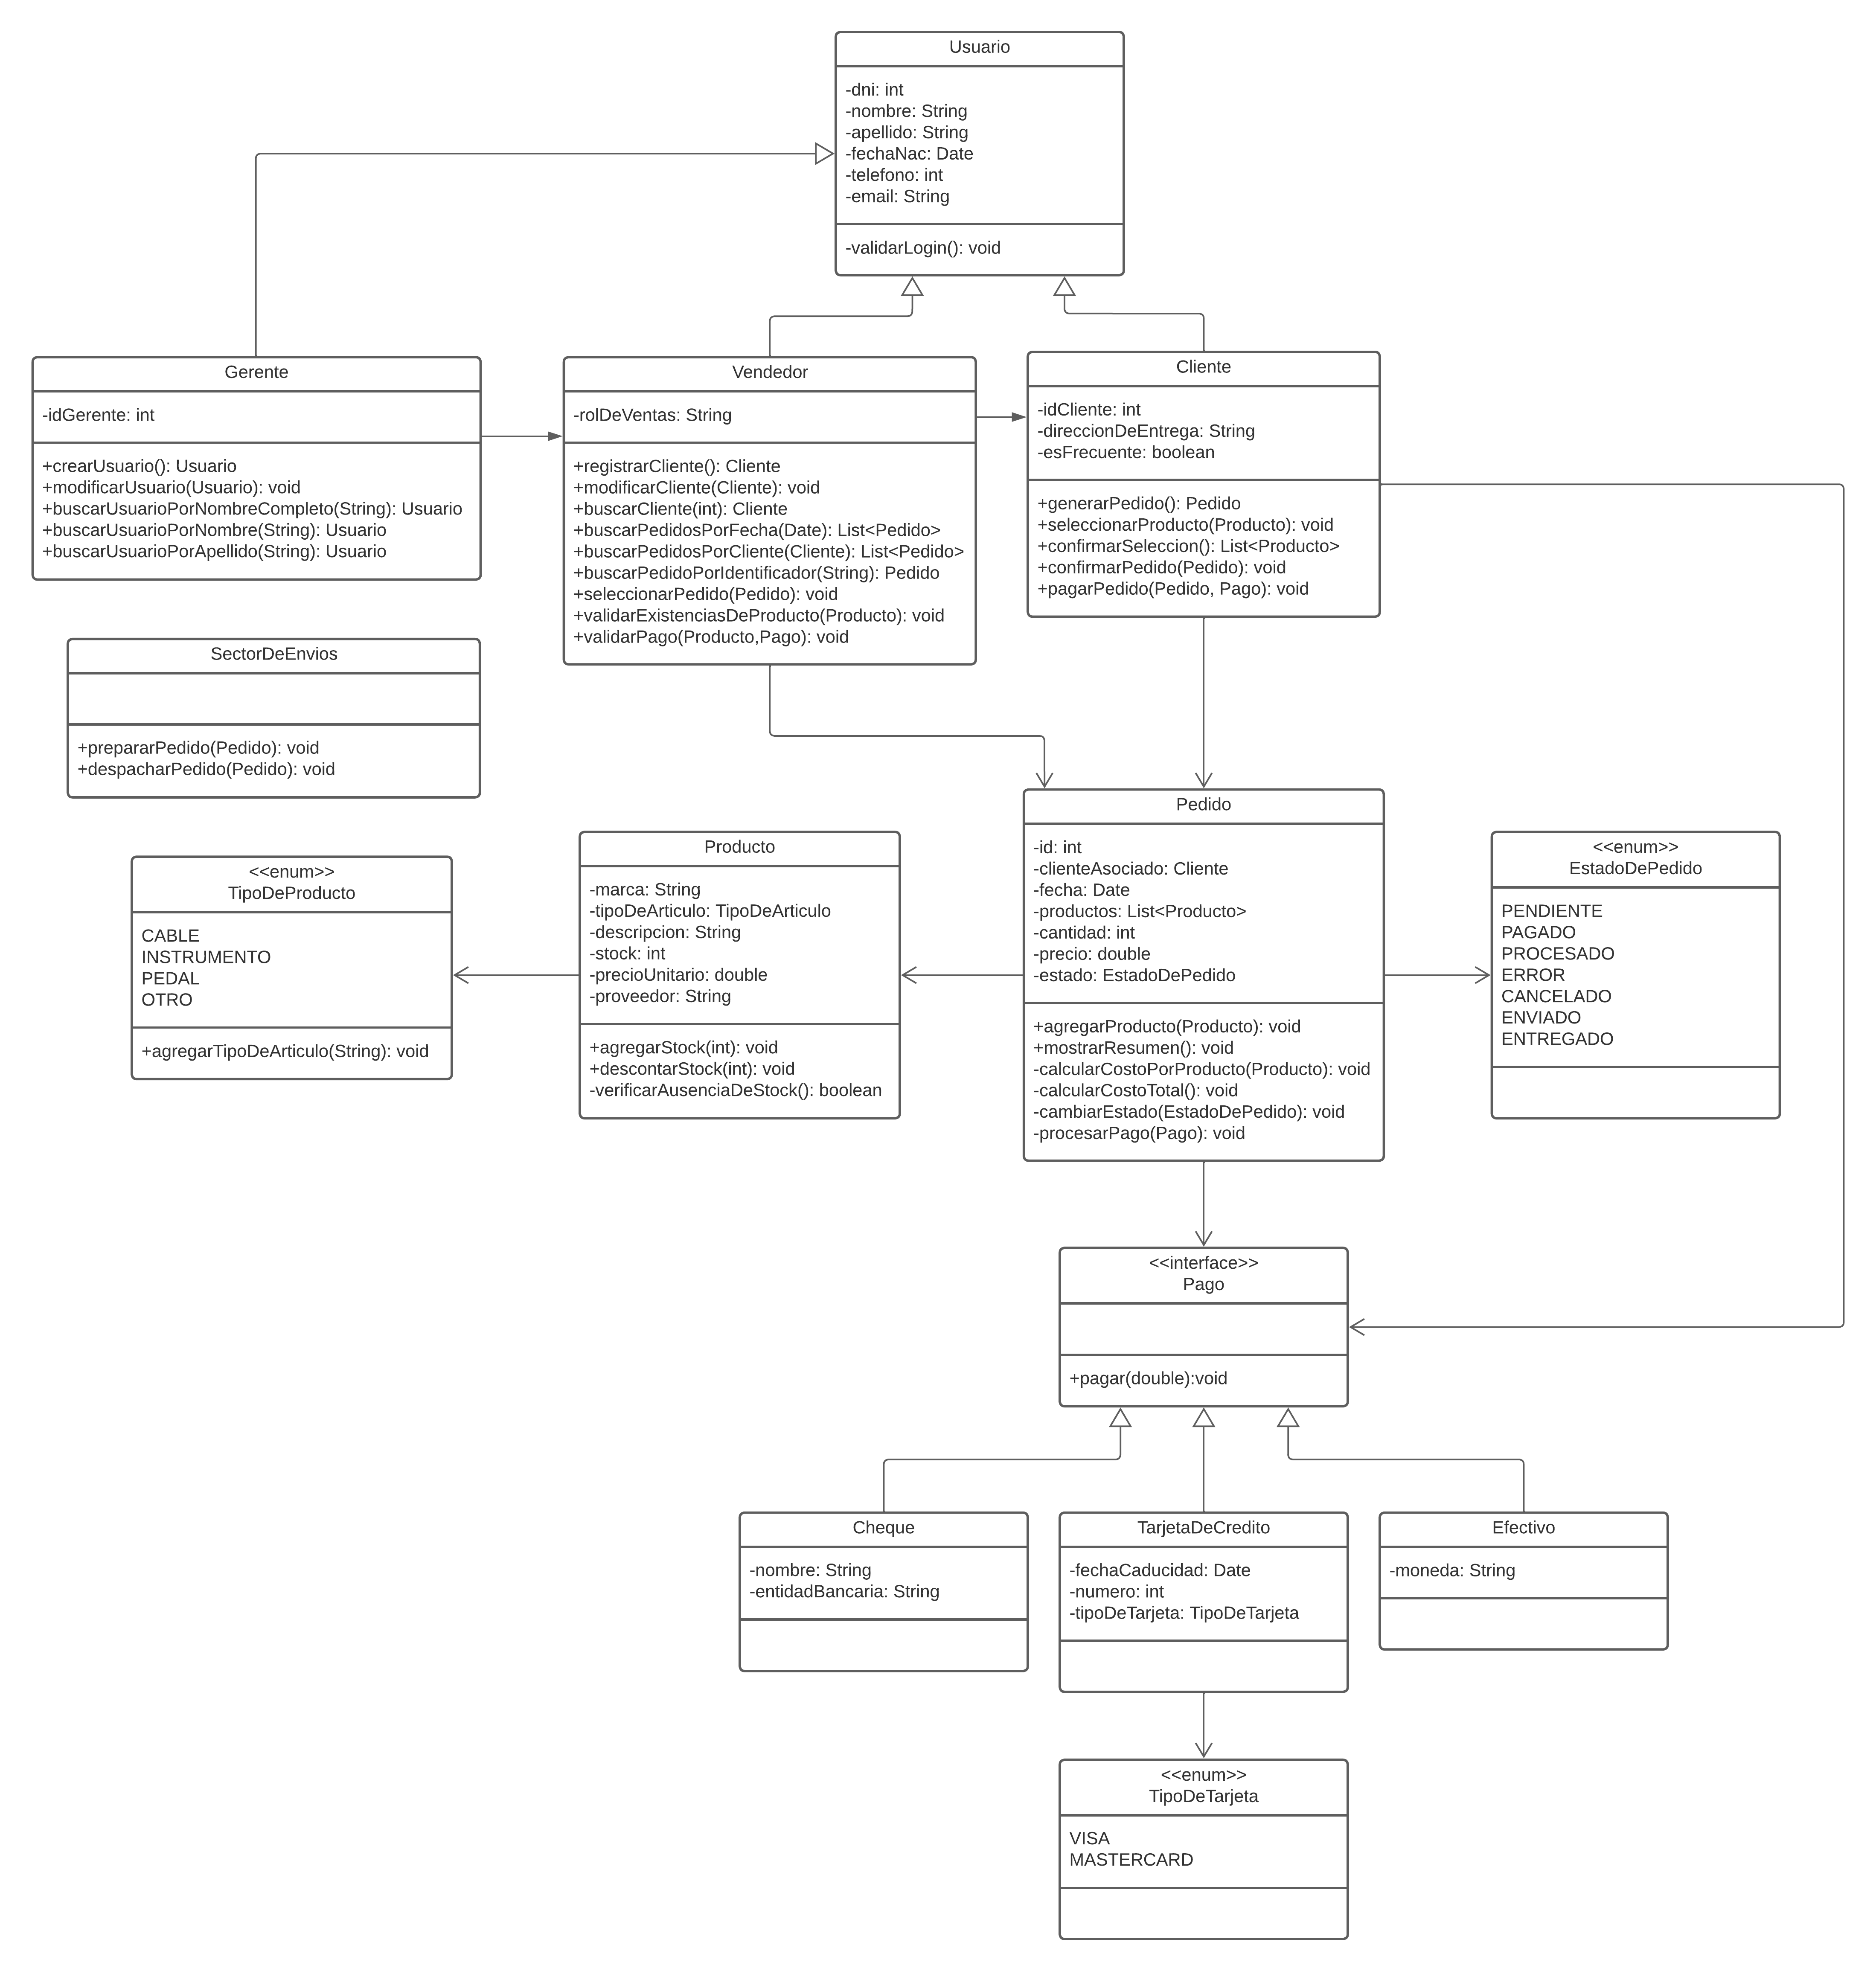 Usuario
-dni: int
-nombre: String
-apellido: String
-fechaNac: Date
-telefono: int
-email: String
-validarLogin(): void
Gerente
-idGerente: int
+crearUsuario(): Usuario
+modificarUsuario(Usuario): void
+buscarUsuarioPorNombreCompleto(String): Usuario
+buscarUsuarioPorNombre(String): Usuario
+buscarUsuarioPorApellido(String): Usuario
Vendedor
-rolDeVentas: String
+registrarCliente(): Cliente
+modificarCliente(Cliente): void
+buscarCliente(int): Cliente
+buscarPedidosPorFecha(Date): List<Pedido>
+buscarPedidosPorCliente(Cliente): List<Pedido>
+buscarPedidoPorIdentificador(String): Pedido
+seleccionarPedido(Pedido): void
+validarExistenciasDeProducto(Producto): void
+validarPago(Producto,Pago): void
Cliente
-idCliente: int
-direccionDeEntrega: String
-esFrecuente: boolean
+generarPedido(): Pedido
+seleccionarProducto(Producto): void
+confirmarSeleccion(): List<Producto>
+confirmarPedido(Pedido): void
+pagarPedido(Pedido, Pago): void
SectorDeEnvios
+prepararPedido(Pedido): void
+despacharPedido(Pedido): void
<<enum>>
TipoDeProducto
CABLE
INSTRUMENTO
PEDAL
OTRO
+agregarTipoDeArticulo(String): void
Producto
-marca: String
-tipoDeArticulo: TipoDeArticulo
-descripcion: String
-stock: int
-precioUnitario: double
-proveedor: String
+agregarStock(int): void
+descontarStock(int): void
-verificarAusenciaDeStock(): boolean
Pedido
-id: int
-clienteAsociado: Cliente
-fecha: Date
-productos: List<Producto>
-cantidad: int
-precio: double
-estado: EstadoDePedido
+agregarProducto(Producto): void
+mostrarResumen(): void
-calcularCostoPorProducto(Producto): void
-calcularCostoTotal(): void
-cambiarEstado(EstadoDePedido): void
-procesarPago(Pago): void
<<enum>>
EstadoDePedido
PENDIENTE
PAGADO
PROCESADO
ERROR
CANCELADO
ENVIADO
ENTREGADO
<<interface>>
Pago
+pagar(double):void
Cheque
-nombre: String
-entidadBancaria: String
TarjetaDeCredito
-fechaCaducidad: Date
-numero: int
-tipoDeTarjeta: TipoDeTarjeta
Efectivo
-moneda: String
<<enum>>
TipoDeTarjeta
VISA
MASTERCARD